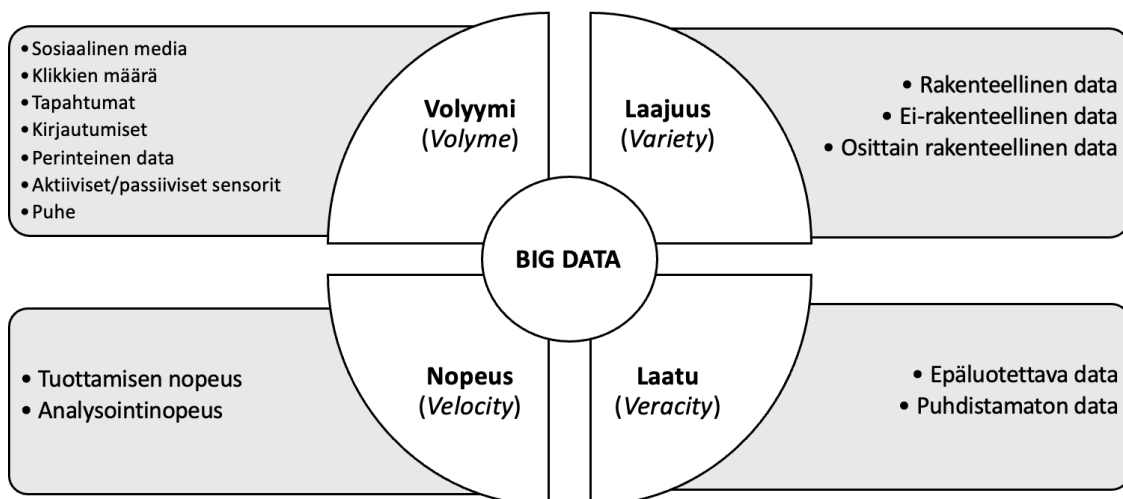 • Sosiaalinen media
• Klikkien määrä
• Tapahtumat
• Kirjautumiset
• Perinteinen data
• Aktiiviset/passiiviset sensorit
• Puhe
Volyymi
(Volyme)
Laajuus
(Variety)
• Rakenteellinen data
• Ei-rakenteellinen data
• Osittain rakenteellinen data
BIG DATA
• Tuottamisen nopeus
• Analysointinopeus
Nopeus
(Velocity)
Laatu
(Veracity)
• Epäluotettava data
• Puhdistamaton data